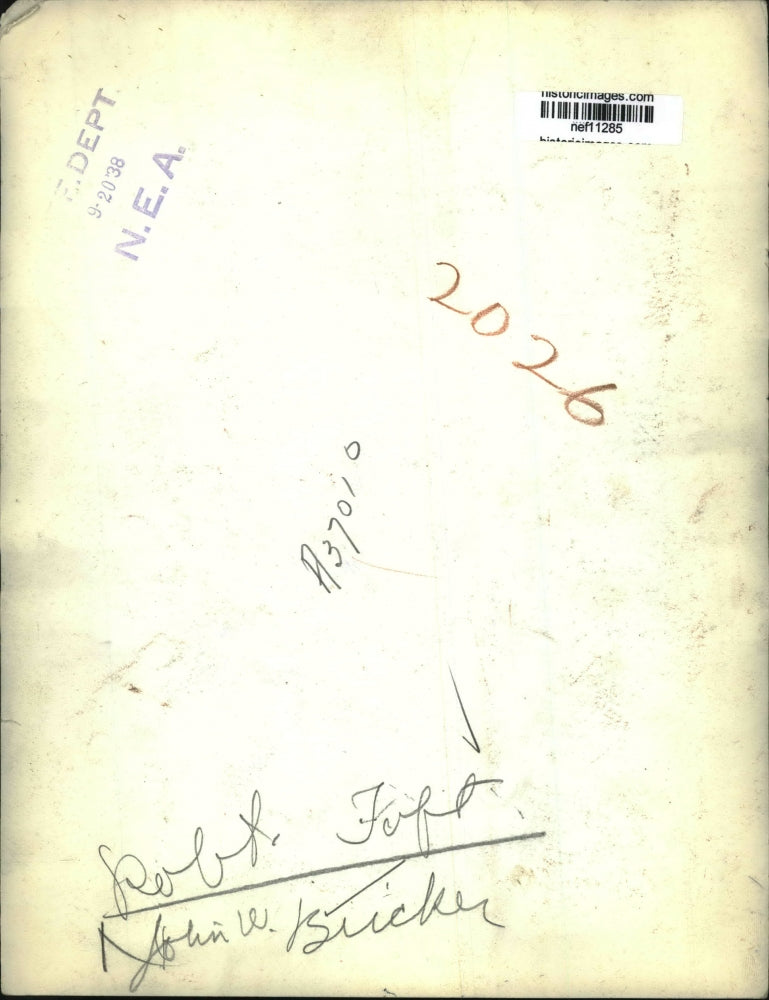 historicimages.com
nef11285
E. DEPT
9-20'38
N.E.A.
2026
A37010
Robt. Taft.
John W. Bricker